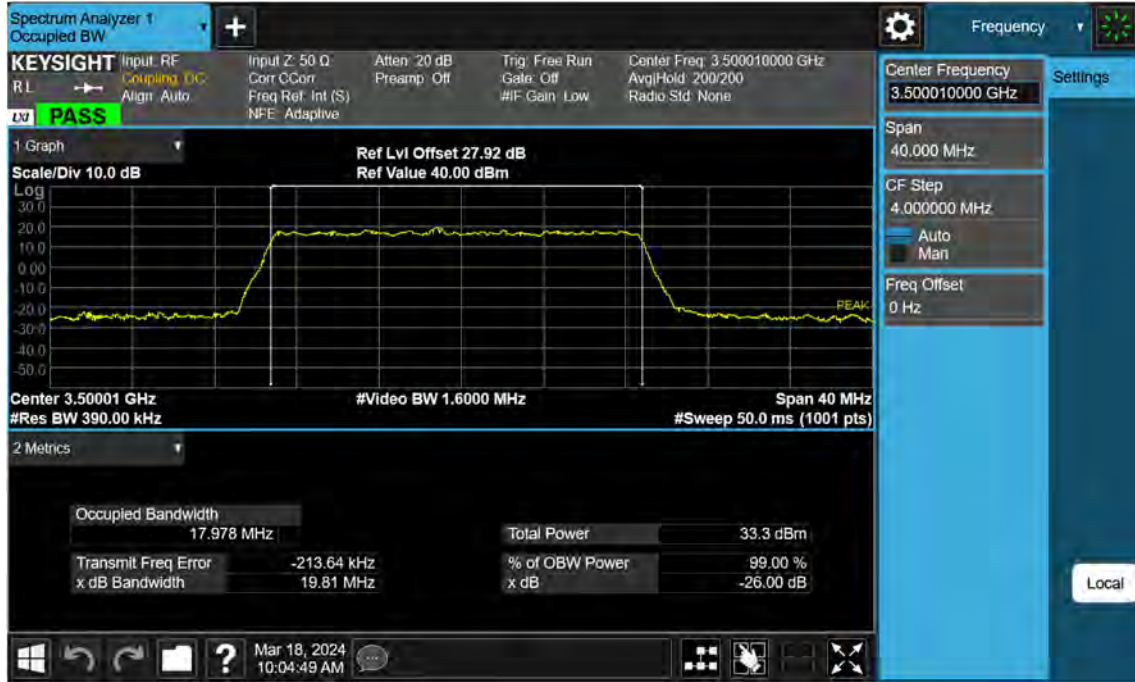 Spectrum Analyzer 1
Occupied BW
Frequency
KEYSIGHT
RL
LXI
PASS
Input: RF
Coupling: DC
Align: Auto
Input Z: 50 Ω
Corr CCorr
Freq Ref: Int (S)
NFE: Adaptive
Atten: 20 dB
Preamp: Off
Trig: Free Run
Gate: Off
#IF Gain: Low
Center Freq: 3.500010000 GHz
Avg|Hold: 200/200
Radio Std: None
Center Frequency
3.500010000 GHz
Settings
Span
40.000 MHz
CF Step
4.000000 MHz
Auto
Man
Freq Offset
0 Hz
Local
1 Graph
Scale/Div 10.0 dB
Ref Lvl Offset 27.92 dB
Ref Value 40.00 dBm
Log
30.0
20.0
10.0
0.00
-10.0
-20.0
-30.0
-40.0
-50.0
PEAK
Center 3.50001 GHz
#Res BW 390.00 kHz
#Video BW 1.6000 MHz
Span 40 MHz
#Sweep 50.0 ms (1001 pts)
2 Metrics
Occupied Bandwidth
17.978 MHz
Transmit Freq Error -213.64 kHz
x dB Bandwidth 19.81 MHz
Total Power 33.3 dBm
% of OBW Power 99.00 %
x dB -26.00 dB
?
Mar 18, 2024
10:04:49 AM